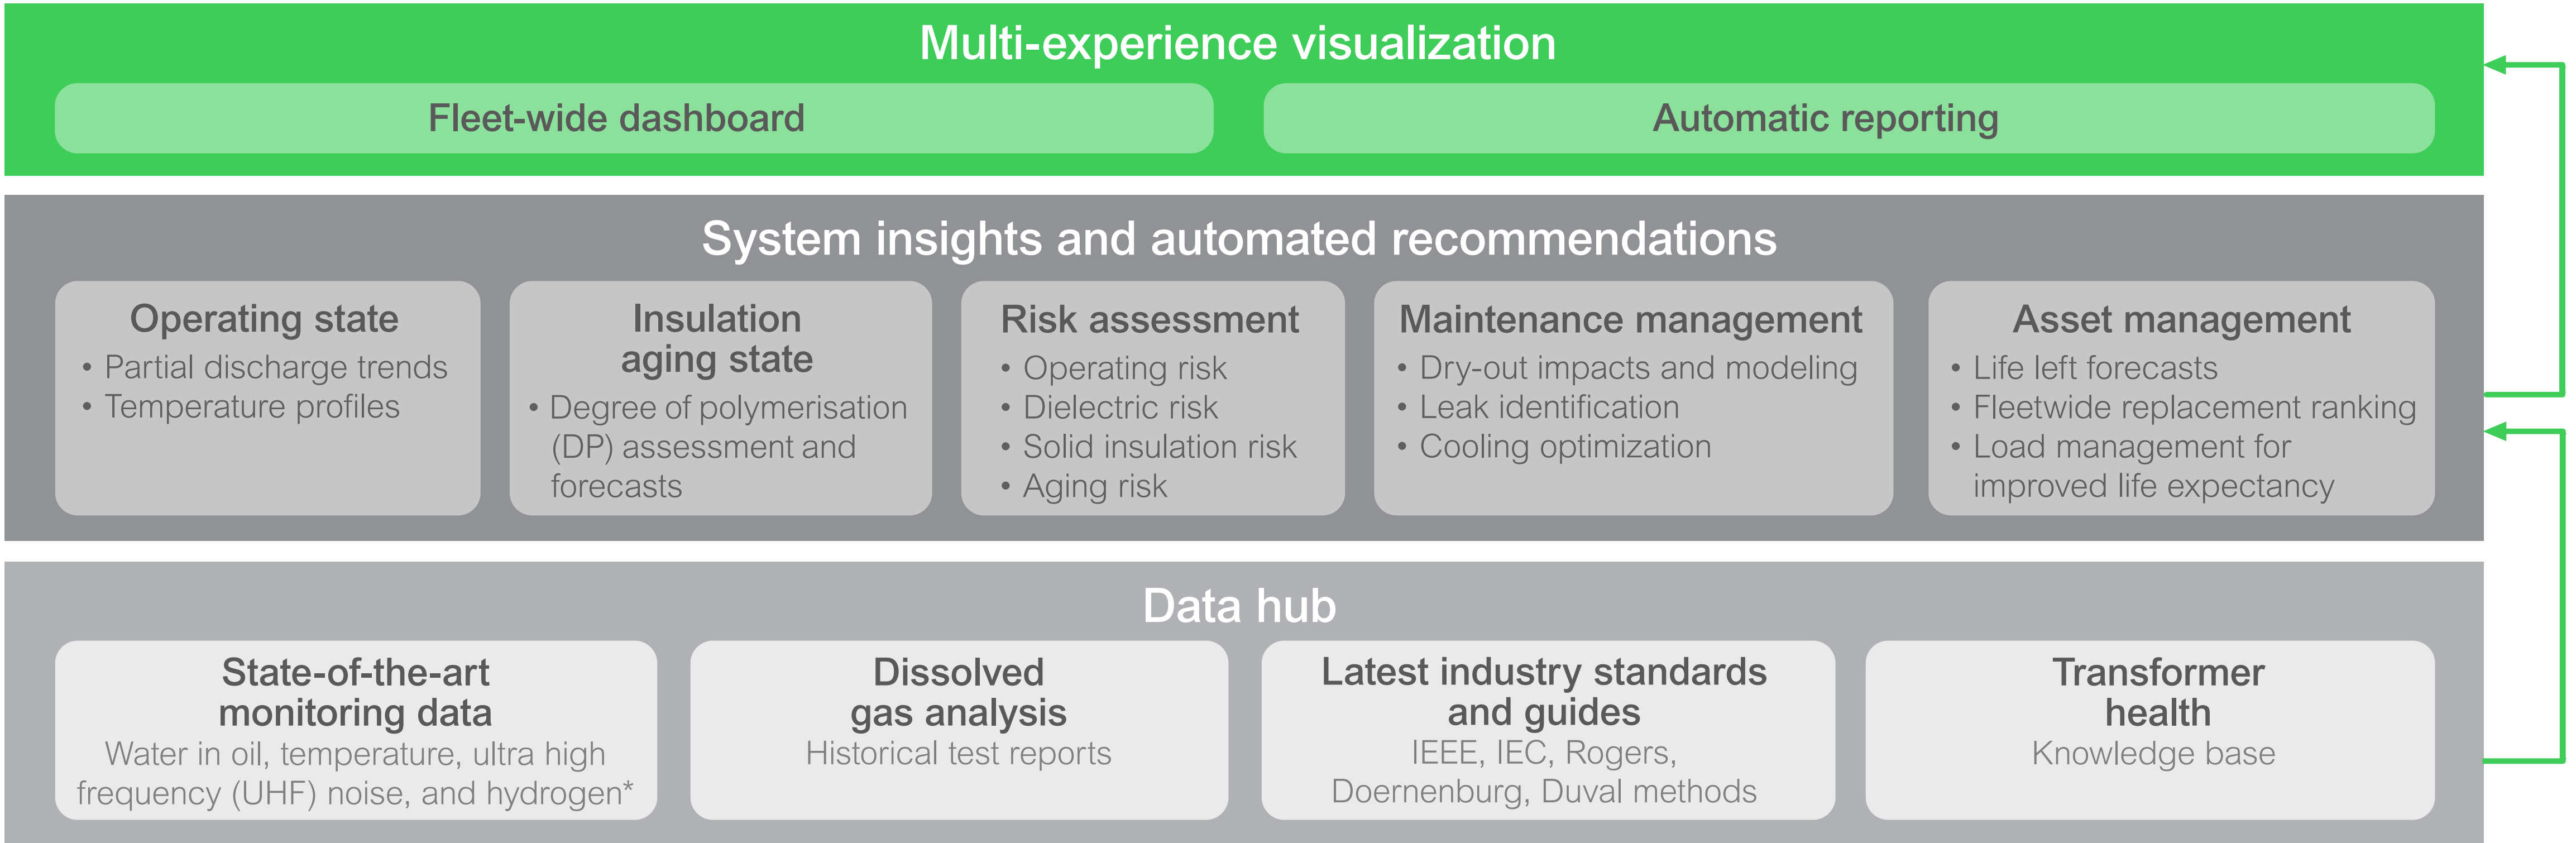 Multi-experience visualization
Fleet-wide dashboard
Automatic reporting
System insights and automated recommendations
Operating state
• Partial discharge trends
• Temperature profiles
Insulation
aging state
• Degree of polymerisation
(DP) assessment and
forecasts
Risk assessment
• Operating risk
• Dielectric risk
• Solid insulation risk
• Aging risk
Maintenance management
• Dry-out impacts and modeling
• Leak identification
• Cooling optimization
Asset management
• Life left forecasts
• Fleetwide replacement ranking
• Load management for
improved life expectancy
Data hub
State-of-the-art
monitoring data
Water in oil, temperature, ultra high
frequency (UHF) noise, and hydrogen*
Dissolved
gas analysis
Historical test reports
Latest industry standards
and guides
IEEE, IEC, Rogers,
Doernenburg, Duval methods
Transformer
health
Knowledge base